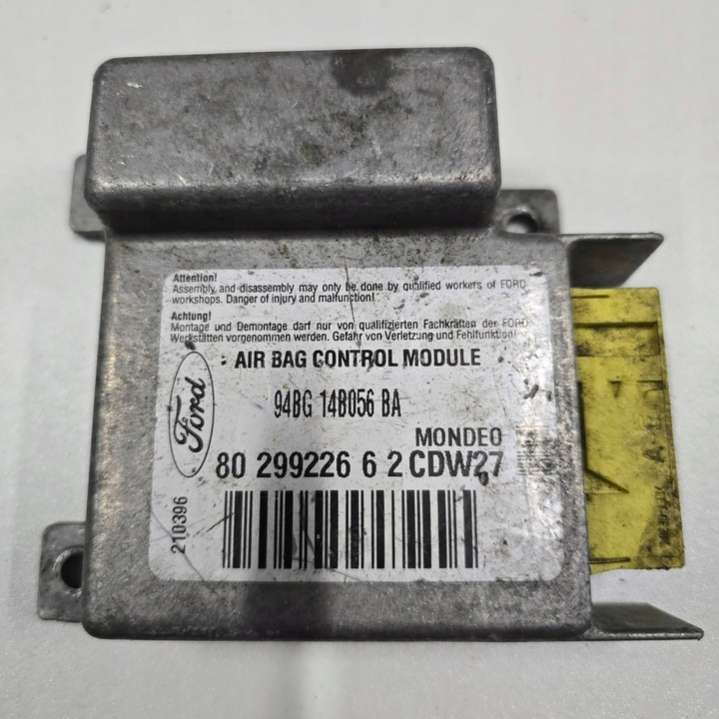 Attention!
Assembly and disassembly may only be done by qualified workers of FORD
workshops. Danger of injury and malfunction!
Achtung!
Montage und Demontage darf nur von qualifizierten Fachkräften der FORD
Werkstätten vorgenommen werden. Gefahr von Verletzung und Fehlfunktion!
AIR BAG CONTROL MODULE
Ford
94BG 14B056 BA
MONDEO
80 299226 6 2 CDW27
210396